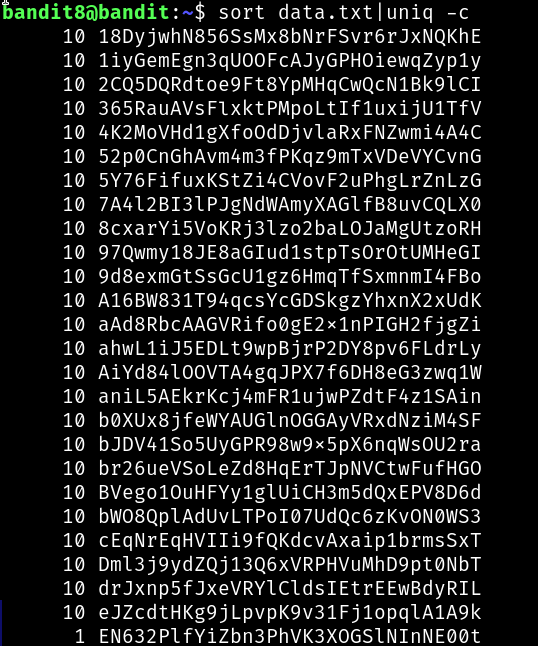 bandit8@bandit:~$ sort data.txt|uniq -c
10 18DyjwhN856SsMx8bNrFSvr6rJxNQKhE
10 1iyGemEgn3qUOOFcAJyGPHOiewqZyp1y
10 2CQ5DQRdtoe9Ft8YpMHqCwQcN1Bk9lCI
10 365RauAVsFlxktPMpoLtIf1uxijU1TfV
10 4K2MoVHd1gXfoOdDjvlaRxFNZwmi4A4C
10 52p0CnGhAvm4m3fPKqz9mTxVDeVYCvnG
10 5Y76FifuxKStZi4CVovF2uPhgLrZnLzG
10 7A4l2BI3lPJgNdWAmyXAGlfB8uvCQLX0
10 8cxarYi5VoKRj3lzo2baLOJaMgUtzoRH
10 97Qwmy18JE8aGIud1stpTsOrOtUMHeGI
10 9d8exmGtSsGcU1gz6HmqTfSxmnmI4FBo
10 A16BW831T94qcsYcGDSkgzYhxnX2xUdK
10 aAd8RbcAAGVRifo0gE2×1nPIGH2fjgZi
10 ahwL1iJ5EDLt9wpBjrP2DY8pv6FLdrLy
10 AiYd84lOOVTA4gqJPX7f6DH8eG3zwq1W
10 aniL5AEkrKcj4mFR1ujwPZdtF4z1SAin
10 b0XUx8jfeWYAUGlnOGGAyVRxdNziM4SF
10 bJDV41So5UyGPR98w9×5pX6nqWsOU2ra
10 br26ueVSoLeZd8HqErTJpNVCtwFufHGO
10 BVego1OuHFYy1glUiCH3m5dQxEPV8D6d
10 bWO8QplAdUvLTPoI07UdQc6zKvON0WS3
10 cEqNrEqHVIIi9fQKdcvAxaip1brmsSxT
10 Dml3j9ydZQj13Q6xVRPHVuMhD9pt0NbT
10 drJxnp5fJxeVRYlCldsIEtrEEwBdyRIL
10 eJZcdtHKg9jLpvpK9v31Fj1opqlA1A9k
1 EN632PlfYiZbn3PhVK3XOGSlNInNE00t